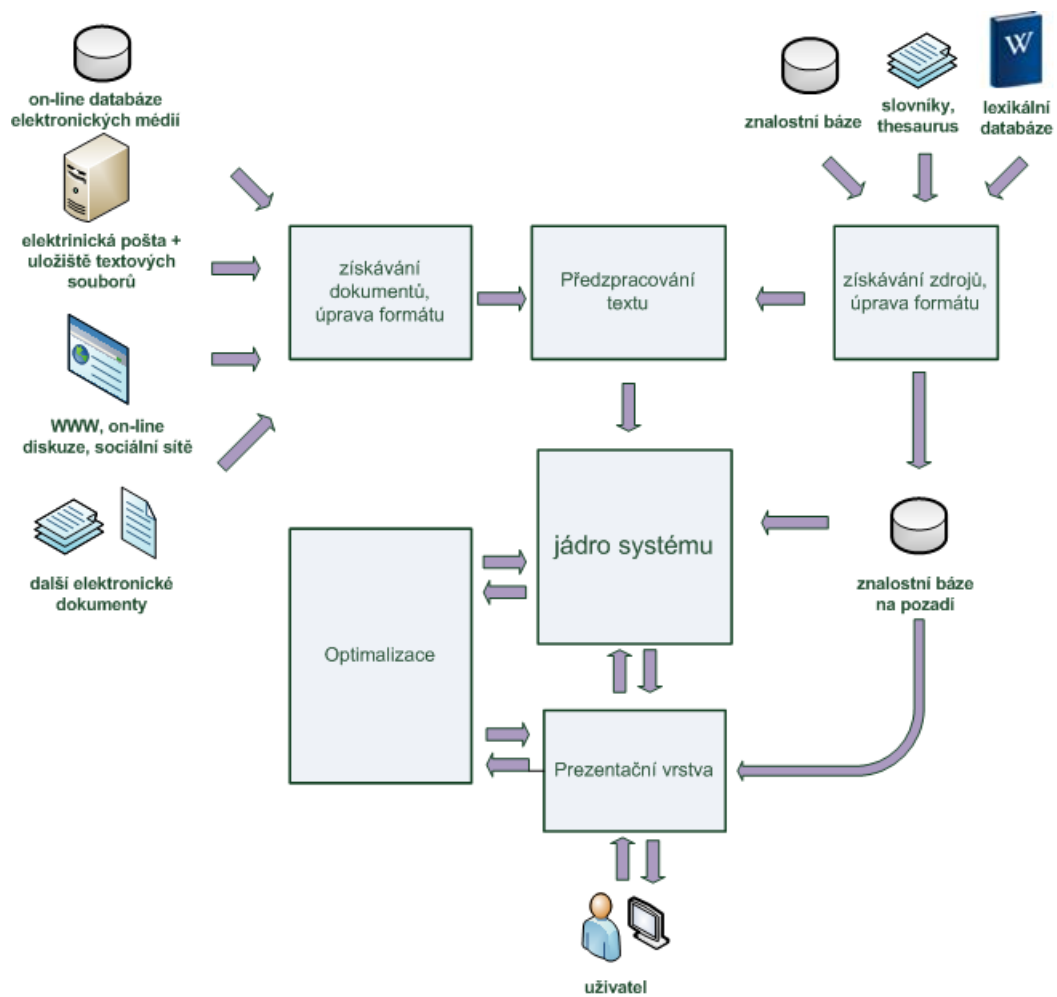 on-line databáze
elektronických médií
elektrinická pošta +
uložiště textových
souborů
WWW, on-line
diskuze, sociální sítě
další elektronické
dokumenty
znalostní báze
slovníky,
thesaurus
W
lexikální
databáze
získávání
dokumentů,
úprava formátu
Předzpracování
textu
získávání zdrojů,
úprava formátu
jádro systému
znalostní báze
na pozadí
Optimalizace
Prezentační vrstva
uživatel